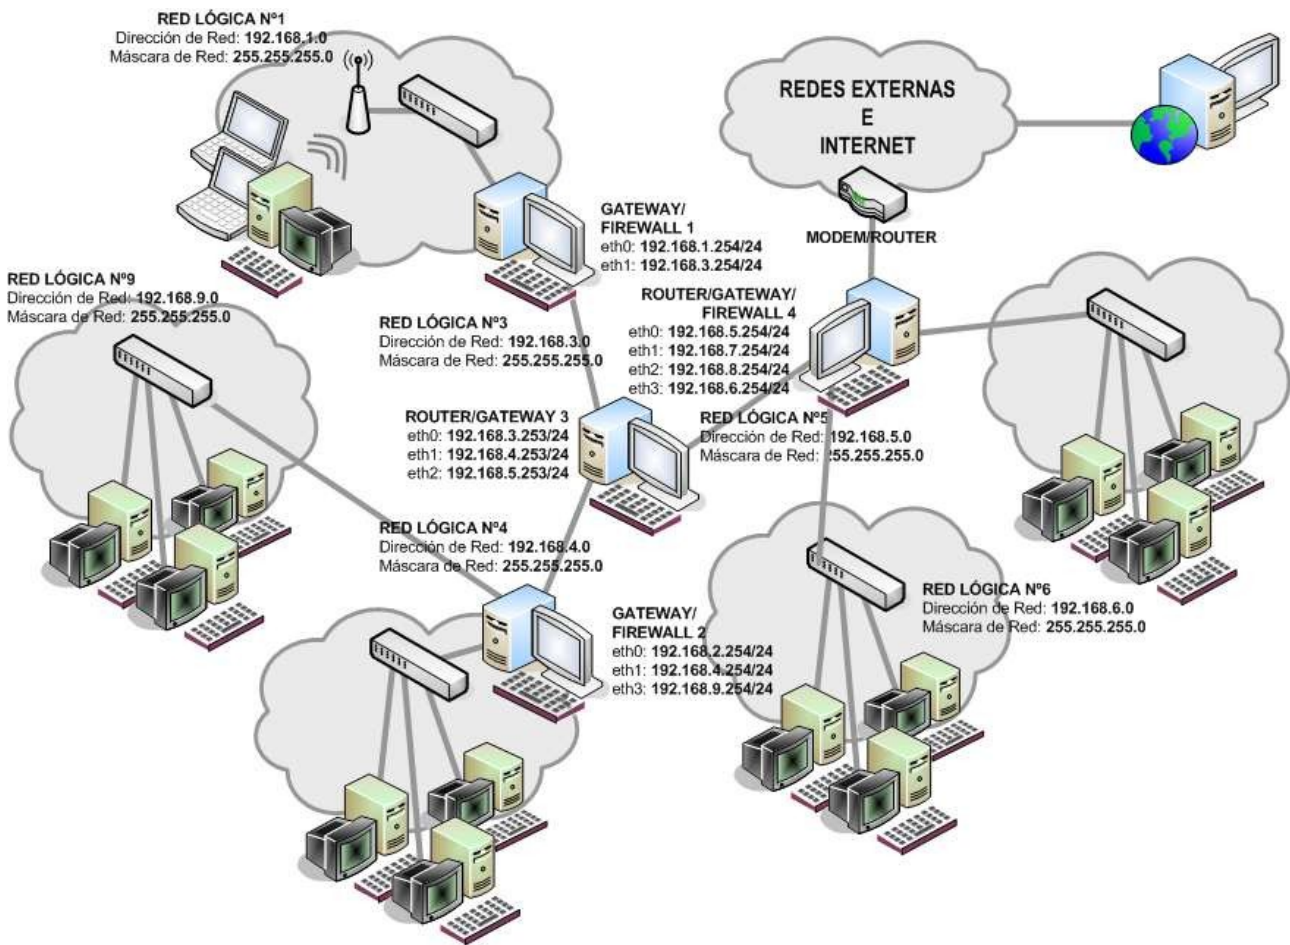 RED LÓGICA Nº1
Dirección de Red: 192.168.1.0
Máscara de Red: 255.255.255.0
REDES EXTERNAS
E
INTERNET
MODEM/ROUTER
GATEWAY/
FIREWALL 1
eth0: 192.168.1.254/24
eth1: 192.168.3.254/24
RED LÓGICA Nº9
Dirección de Red: 192.168.9.0
Máscara de Red: 255.255.255.0
RED LÓGICA Nº3
Dirección de Red: 192.168.3.0
Máscara de Red: 255.255.255.0
ROUTER/GATEWAY/
FIREWALL 4
eth0: 192.168.5.254/24
eth1: 192.168.7.254/24
eth2: 192.168.8.254/24
eth3: 192.168.6.254/24
ROUTER/GATEWAY 3
eth0: 192.168.3.253/24
eth1: 192.168.4.253/24
eth2: 192.168.5.253/24
RED LÓGICA Nº5
Dirección de Red: 192.168.5.0
Máscara de Red: 255.255.255.0
RED LÓGICA Nº4
Dirección de Red: 192.168.4.0
Máscara de Red: 255.255.255.0
GATEWAY/
FIREWALL 2
eth0: 192.168.2.254/24
eth1: 192.168.4.254/24
eth3: 192.168.9.254/24
RED LÓGICA Nº6
Dirección de Red: 192.168.6.0
Máscara de Red: 255.255.255.0